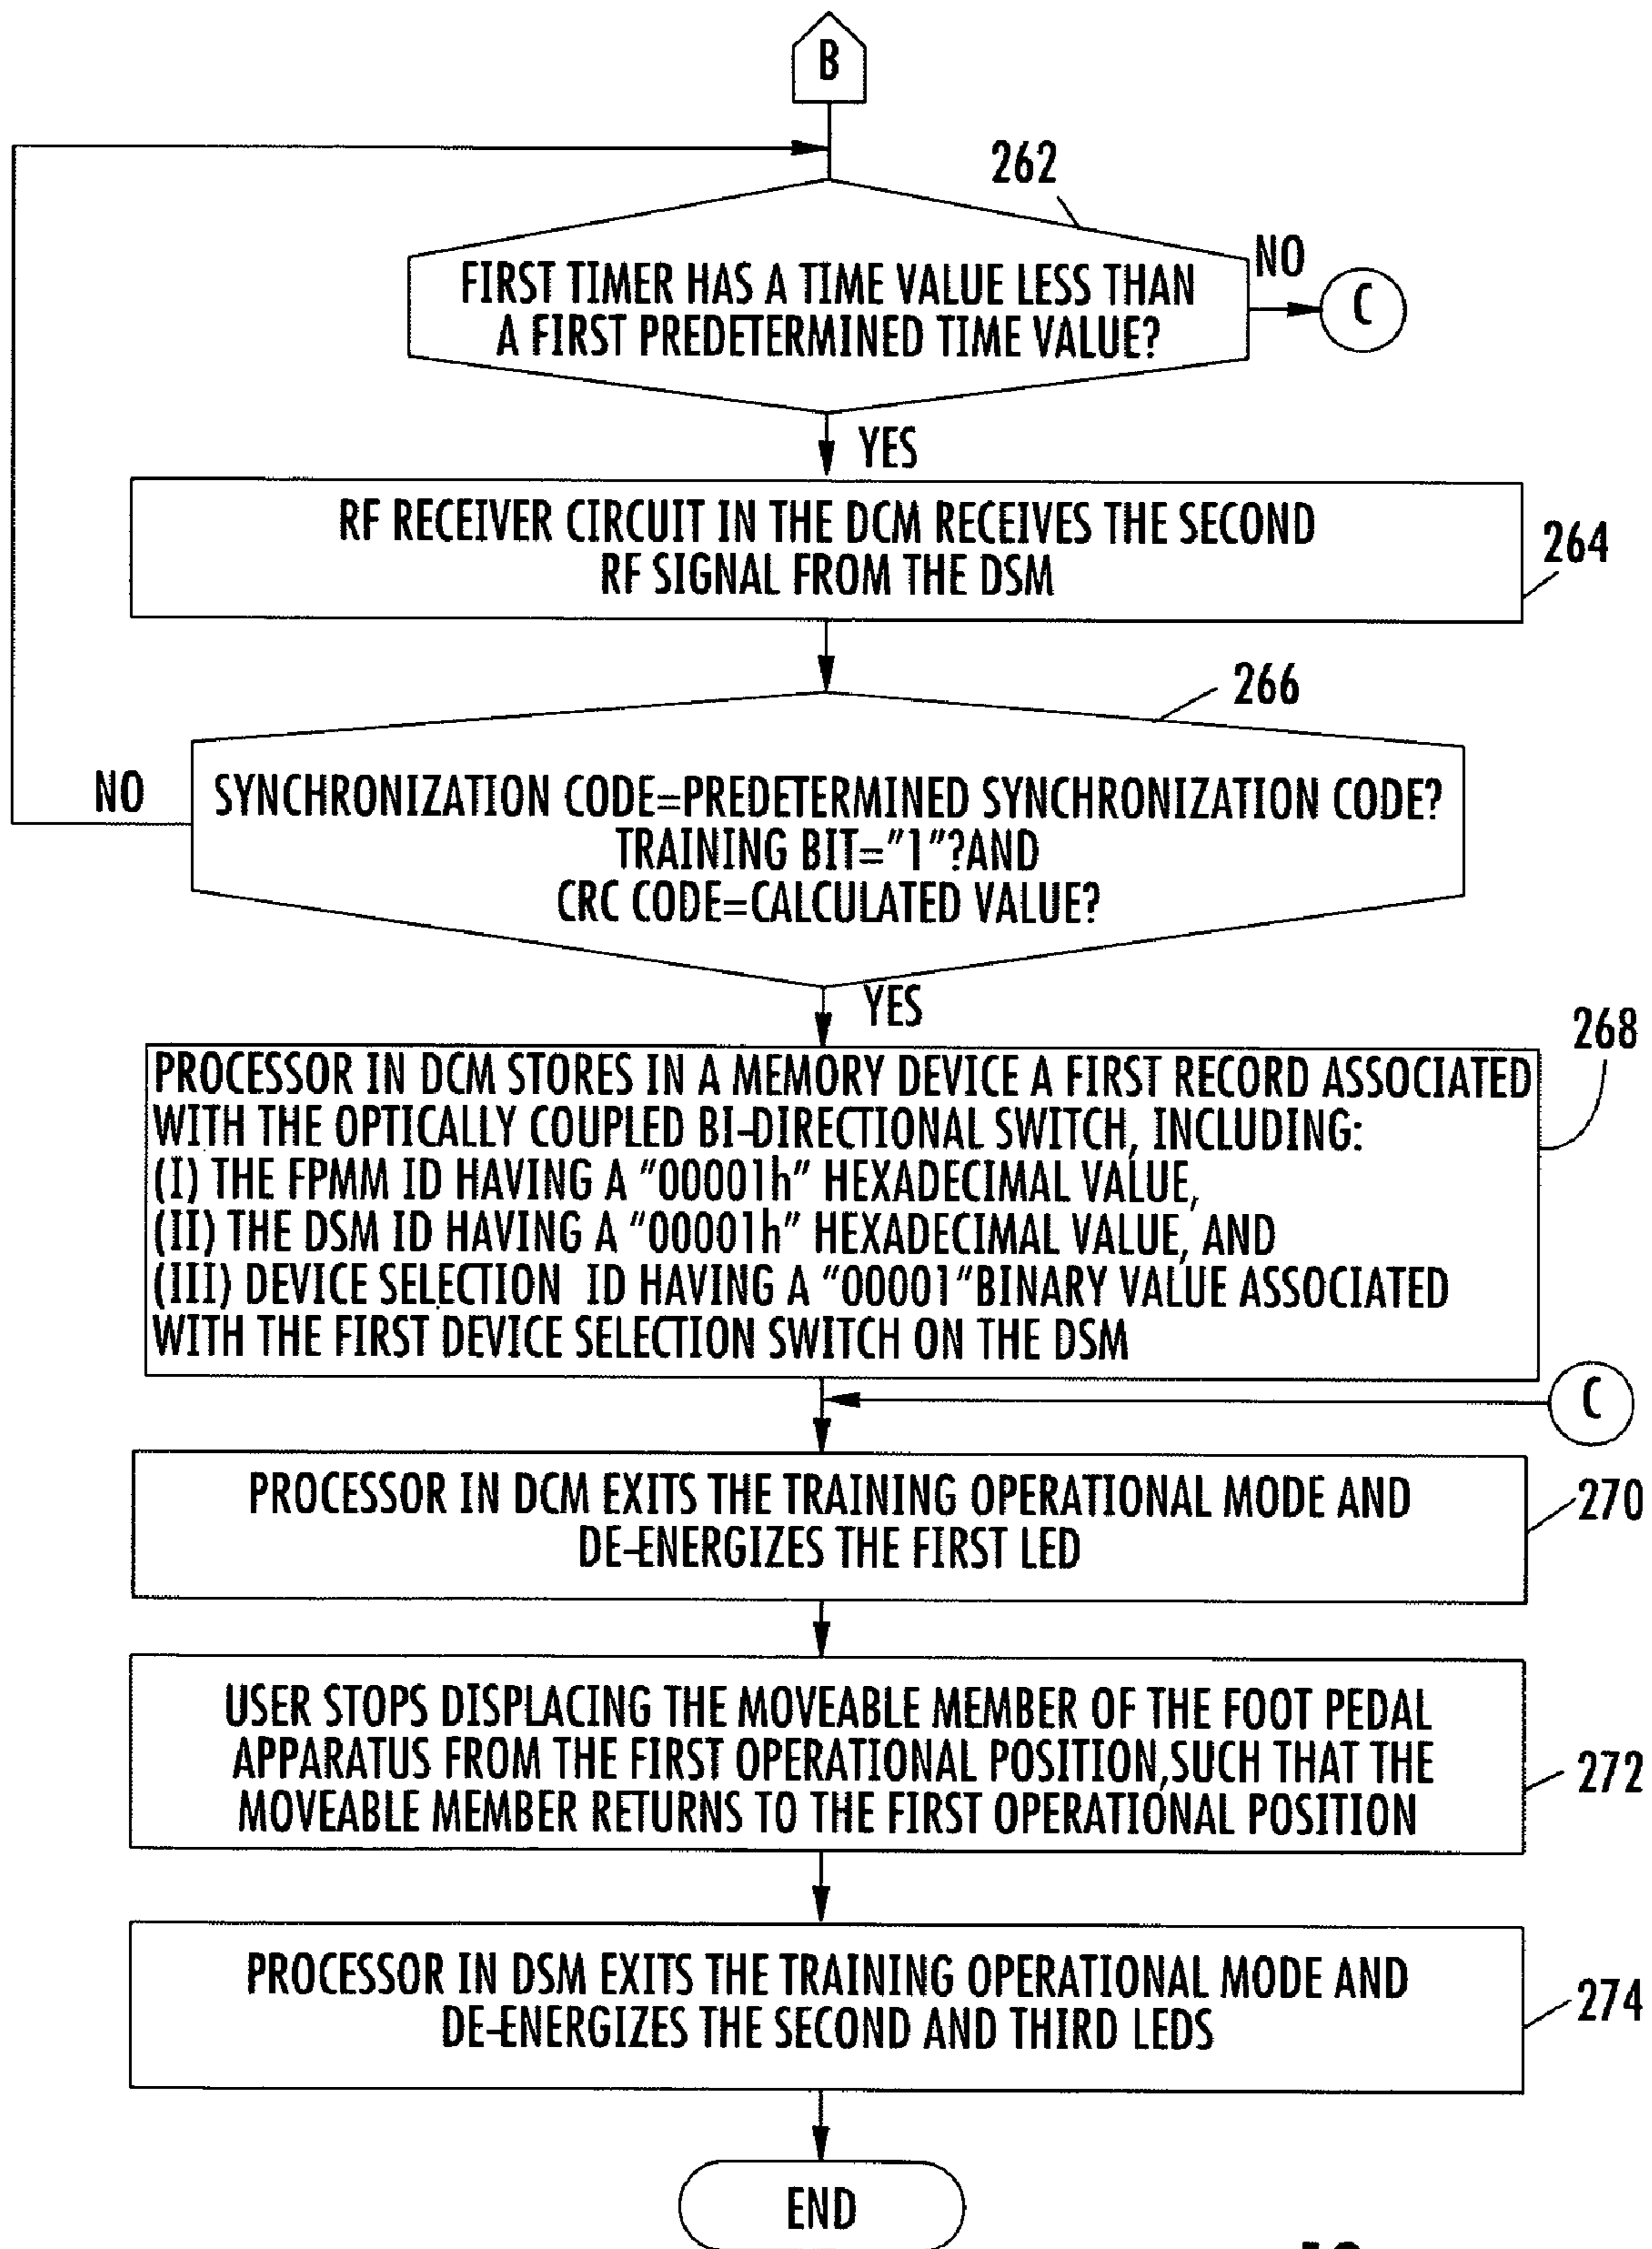 B
262
FIRST TIMER HAS A TIME VALUE LESS THAN
A FIRST PREDETERMINED TIME VALUE?
NO
C
YES
RF RECEIVER CIRCUIT IN THE DCM RECEIVES THE SECOND
RF SIGNAL FROM THE DSM
264
266
NO
SYNCHRONIZATION CODE=PREDETERMINED SYNCHRONIZATION CODE?
TRAINING BIT="1"?AND
CRC CODE=CALCULATED VALUE?
YES
268
PROCESSOR IN DCM STORES IN A MEMORY DEVICE A FIRST RECORD ASSOCIATED
WITH THE OPTICALLY COUPLED BI-DIRECTIONAL SWITCH, INCLUDING:
(I) THE FPMM ID HAVING A "00001h" HEXADECIMAL VALUE,
(II) THE DSM ID HAVING A "00001h" HEXADECIMAL VALUE, AND
(III) DEVICE SELECTION ID HAVING A "00001"BINARY VALUE ASSOCIATED
WITH THE FIRST DEVICE SELECTION SWITCH ON THE DSM
C
PROCESSOR IN DCM EXITS THE TRAINING OPERATIONAL MODE AND
DE-ENERGIZES THE FIRST LED
270
USER STOPS DISPLACING THE MOVEABLE MEMBER OF THE FOOT PEDAL
APPARATUS FROM THE FIRST OPERATIONAL POSITION,SUCH THAT THE
MOVEABLE MEMBER RETURNS TO THE FIRST OPERATIONAL POSITION
272
PROCESSOR IN DSM EXITS THE TRAINING OPERATIONAL MODE AND
DE-ENERGIZES THE SECOND AND THIRD LEDS
274
END